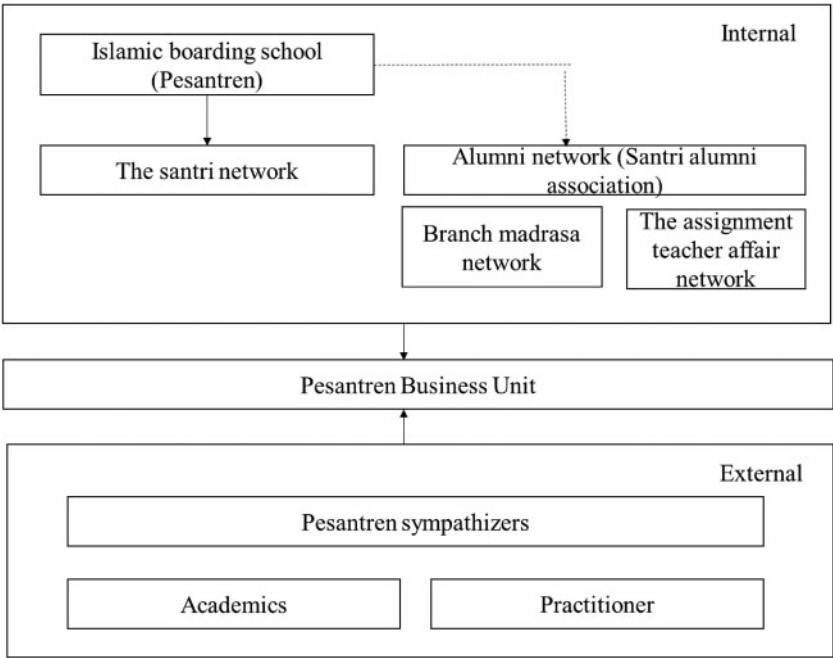 Internal
Islamic boarding school
(Pesantren)
The santri network
Alumni network (Santri alumni
association)
Branch madrasa
network
The assignment
teacher affair
network
Pesantren Business Unit
External
Pesantren sympathizers
Academics
Practitioner